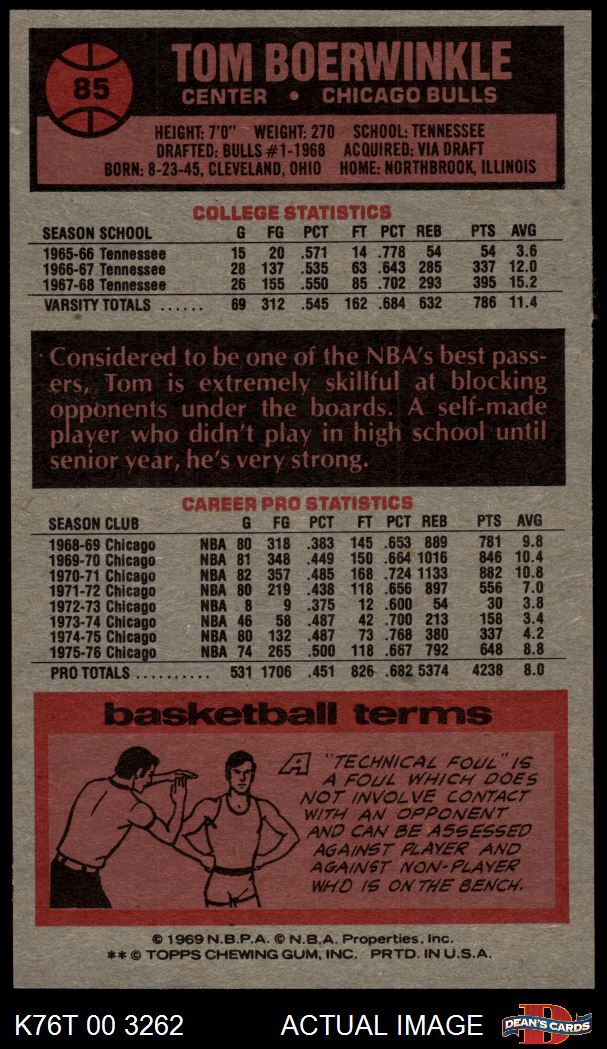 85
TOM BOERWINKLE
CENTER • CHICAGO BULLS
HEIGHT: 7'0" WEIGHT: 270 SCHOOL: TENNESSEE
DRAFTED: BULLS #1-1968 ACQUIRED: VIA DRAFT
BORN: 8-23-45, CLEVELAND, OHIO HOME: NORTHBROOK, ILLINOIS
COLLEGE STATISTICS
SEASON SCHOOL G FG PCT FT PCT REB PTS AVG
1965-66 Tennessee 15 20 .571 14 .778 54 54 3.6
1966-67 Tennessee 28 137 .535 63 .643 285 337 12.0
1967-68 Tennessee 26 155 .550 85 .702 293 395 15.2
VARSITY TOTALS ...... 69 312 .545 162 .684 632 786 11.4
Considered to be one of the NBA's best pass-
ers, Tom is extremely skillful at blocking
opponents under the boards. A self-made
player who didn't play in high school until
senior year, he's very strong.
CAREER PRO STATISTICS
SEASON CLUB G FG PCT FT PCT REB PTS AVG
1968-69 Chicago NBA 80 318 .383 145 .653 889 781 9.8
1969-70 Chicago NBA 81 348 .449 150 .664 1016 846 10.4
1970-71 Chicago NBA 82 357 .485 168 .724 1133 882 10.8
1971-72 Chicago NBA 80 219 .438 118 .656 897 556 7.0
1972-73 Chicago NBA 8 9 .375 12 .600 54 30 3.8
1973-74 Chicago NBA 46 58 .487 42 .700 213 158 3.4
1974-75 Chicago NBA 80 132 .487 73 .768 380 337 4.2
1975-76 Chicago NBA 74 265 .500 118 .667 792 648 8.8
PRO TOTALS .......... 531 1706 .451 826 .682 5374 4238 8.0
basketball terms
A "TECHNICAL FOUL" IS
A FOUL WHICH DOES
NOT INVOLVE CONTACT
WITH AN OPPONENT
AND CAN BE ASSESSED
AGAINST PLAYER AND
AGAINST NON-PLAYER
WHO IS ON THE BENCH.
© 1969 N.B.P.A. © N.B.A. Properties, Inc.
** © TOPPS CHEWING GUM, INC. PRTD. IN U.S.A.
K76T 00 3262 ACTUAL IMAGE
D
DEAN'S CARDS